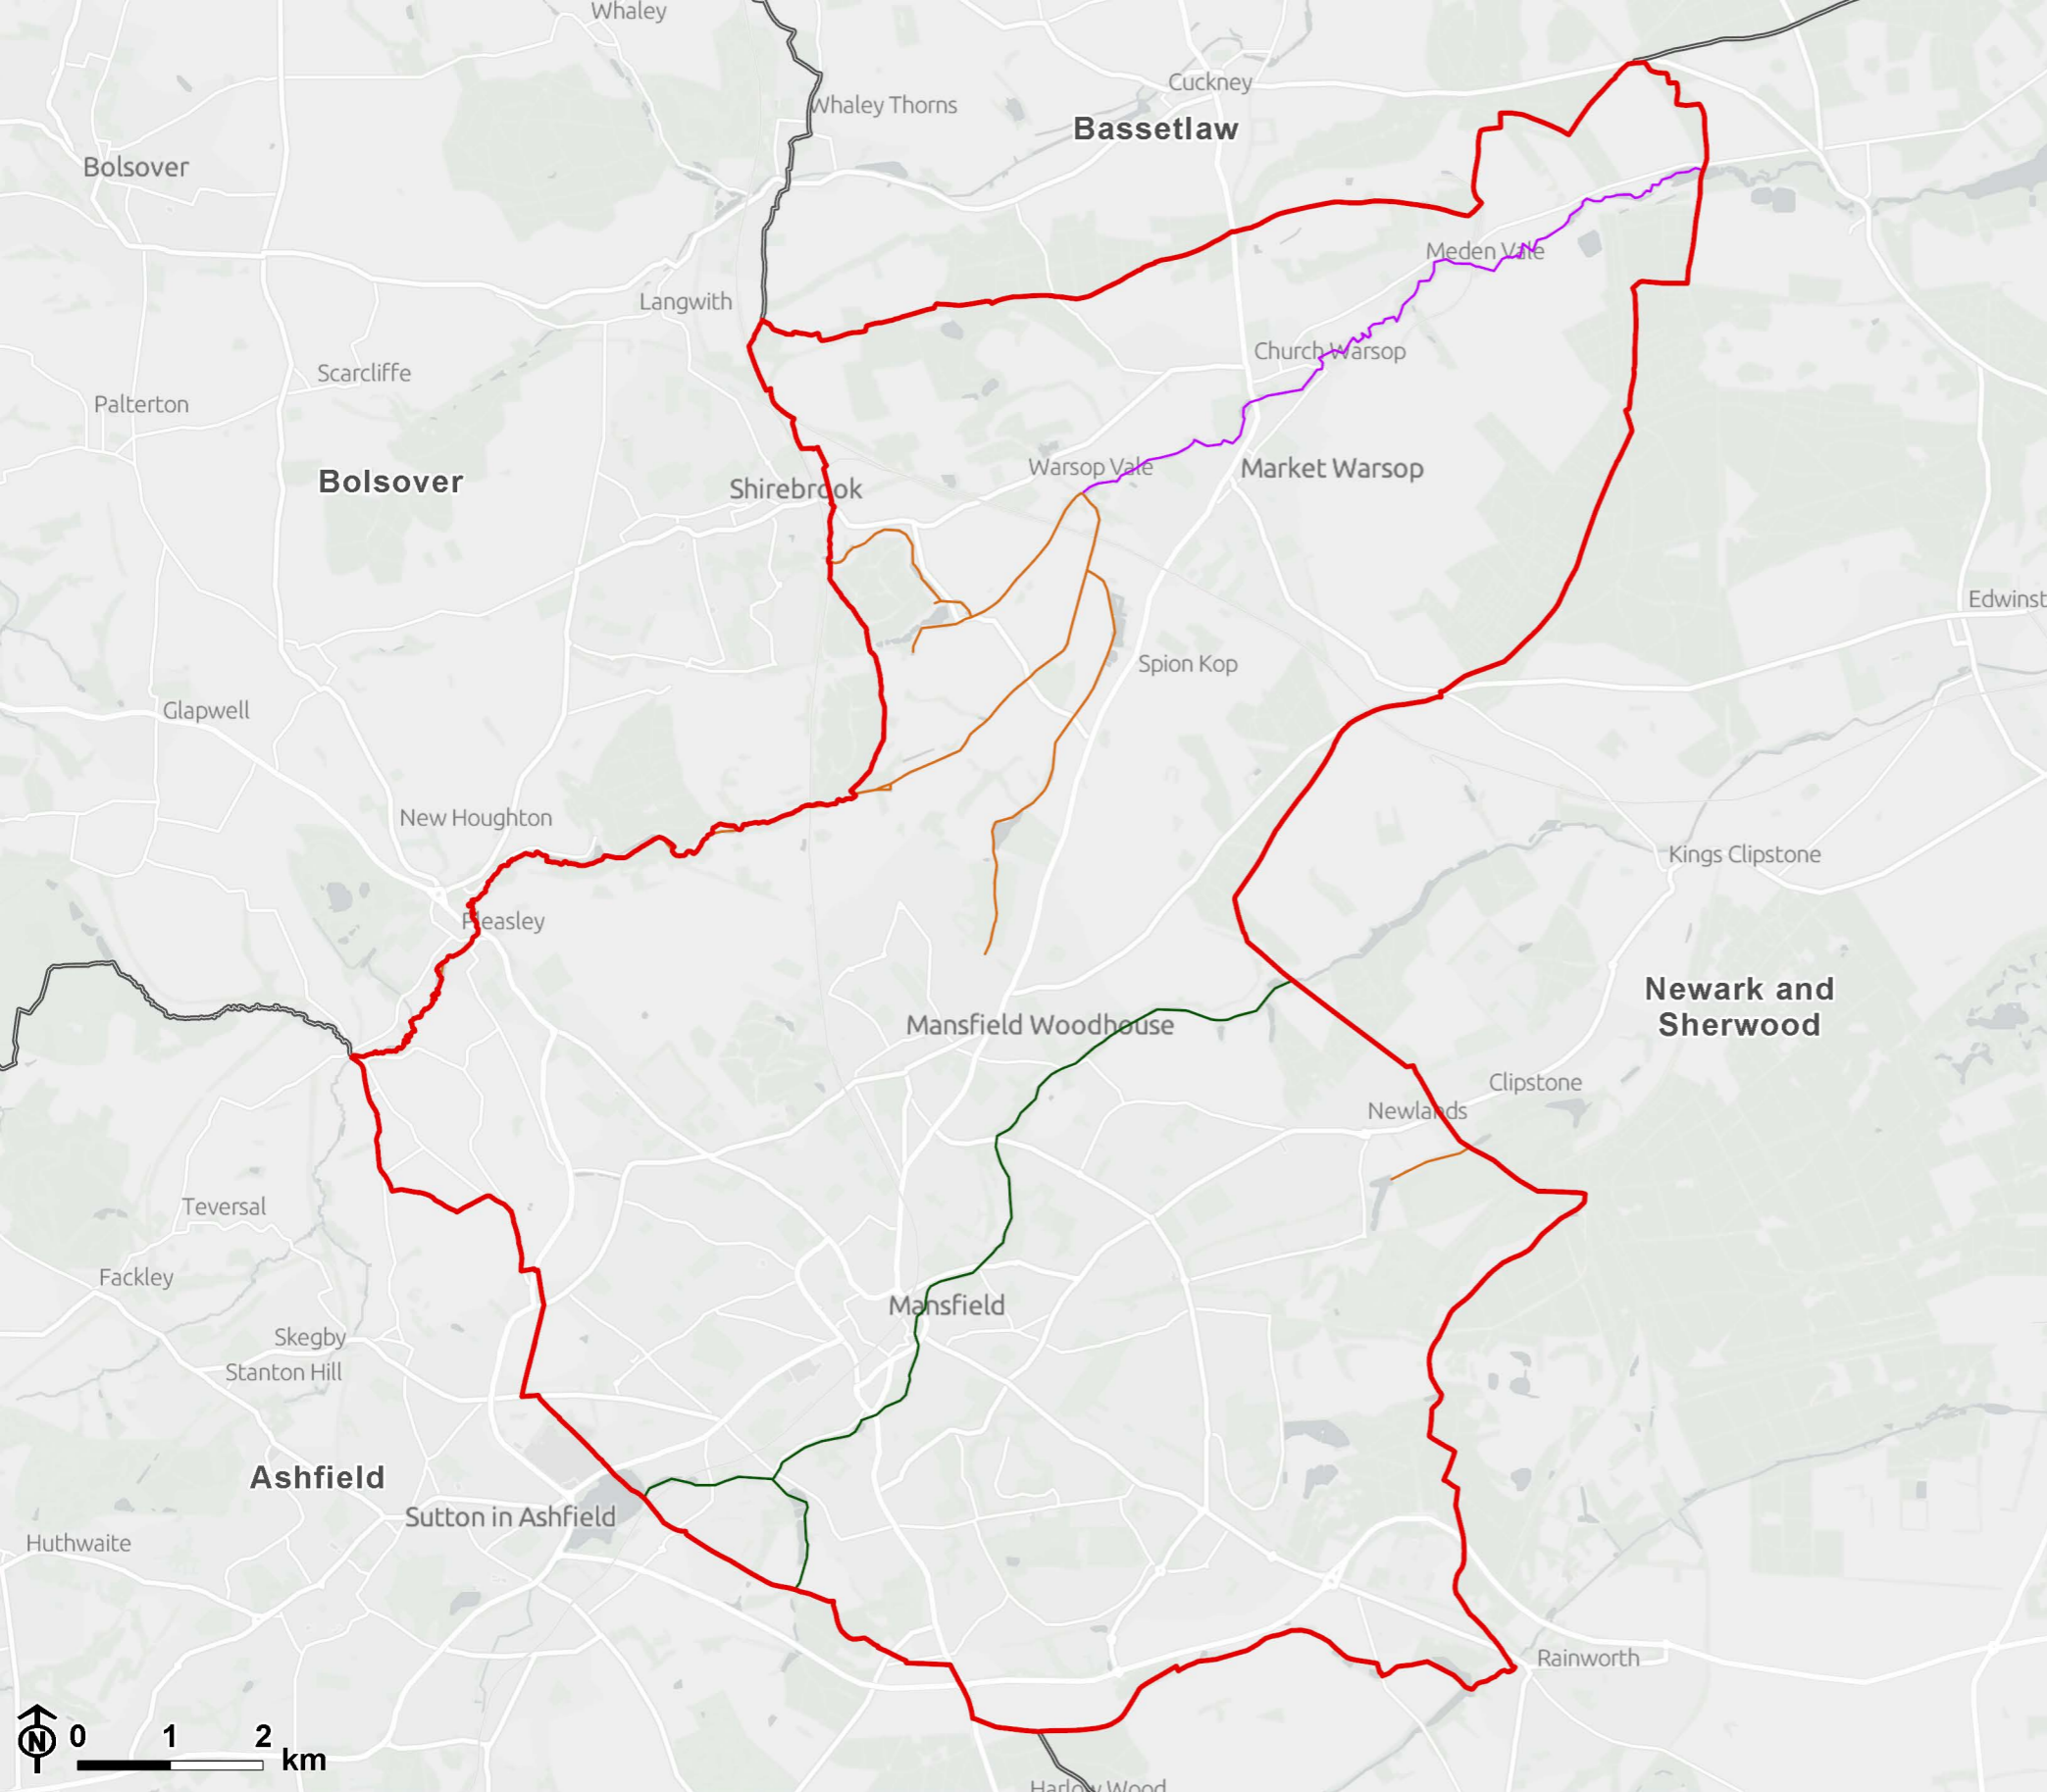 Whaley
Cuckney
Whaley Thorns
Bassetlaw
Bolsover
Meden Vale
Langwith
Church Warsop
Scarcliffe
Palterton
Warsop Vale
Market Warsop
Bolsover
Shirebrook
Edwinst
Spion Kop
Glapwell
New Houghton
Kings Clipstone
Pleasley
Newark and
Sherwood
Mansfield Woodhouse
Clipstone
Newlands
Teversal
Fackley
Mansfield
Skegby
Stanton Hill
Ashfield
Sutton in Ashfield
Huthwaite
Rainworth
N 0 1 2 km
Harlow Wood